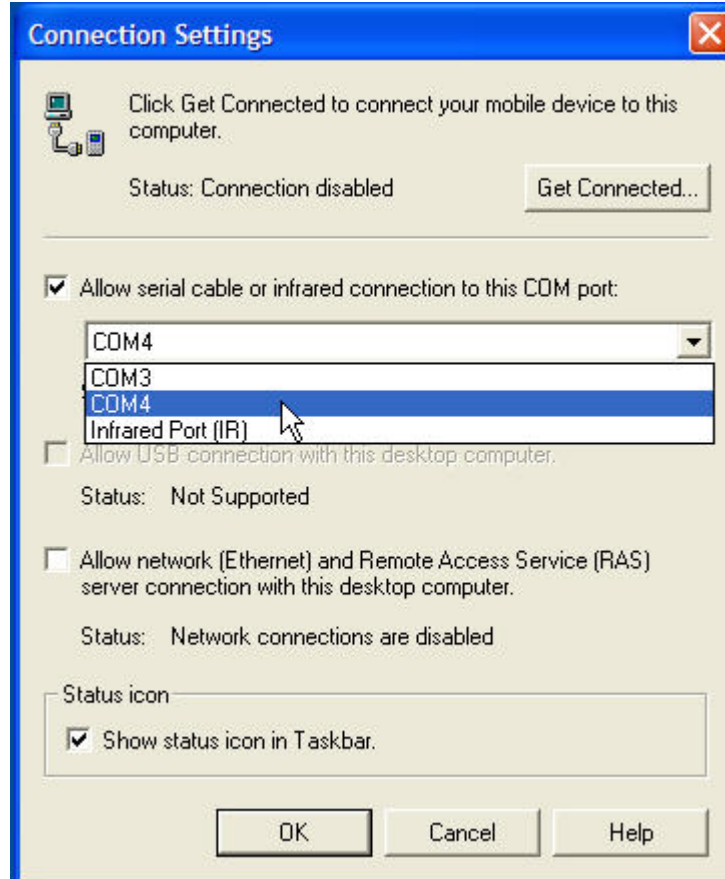 Connection Settings
Click Get Connected to connect your mobile device to this
computer.
Status: Connection disabled
Get Connected...
Allow serial cable or infrared connection to this COM port:
COM4
COM3
COM4
Infrared Port (IR)
Allow USB connection with this desktop computer.
Status: Not Supported
Allow network (Ethernet) and Remote Access Service (RAS)
server connection with this desktop computer.
Status: Network connections are disabled
Status icon
Show status icon in Taskbar.
OK Cancel Help